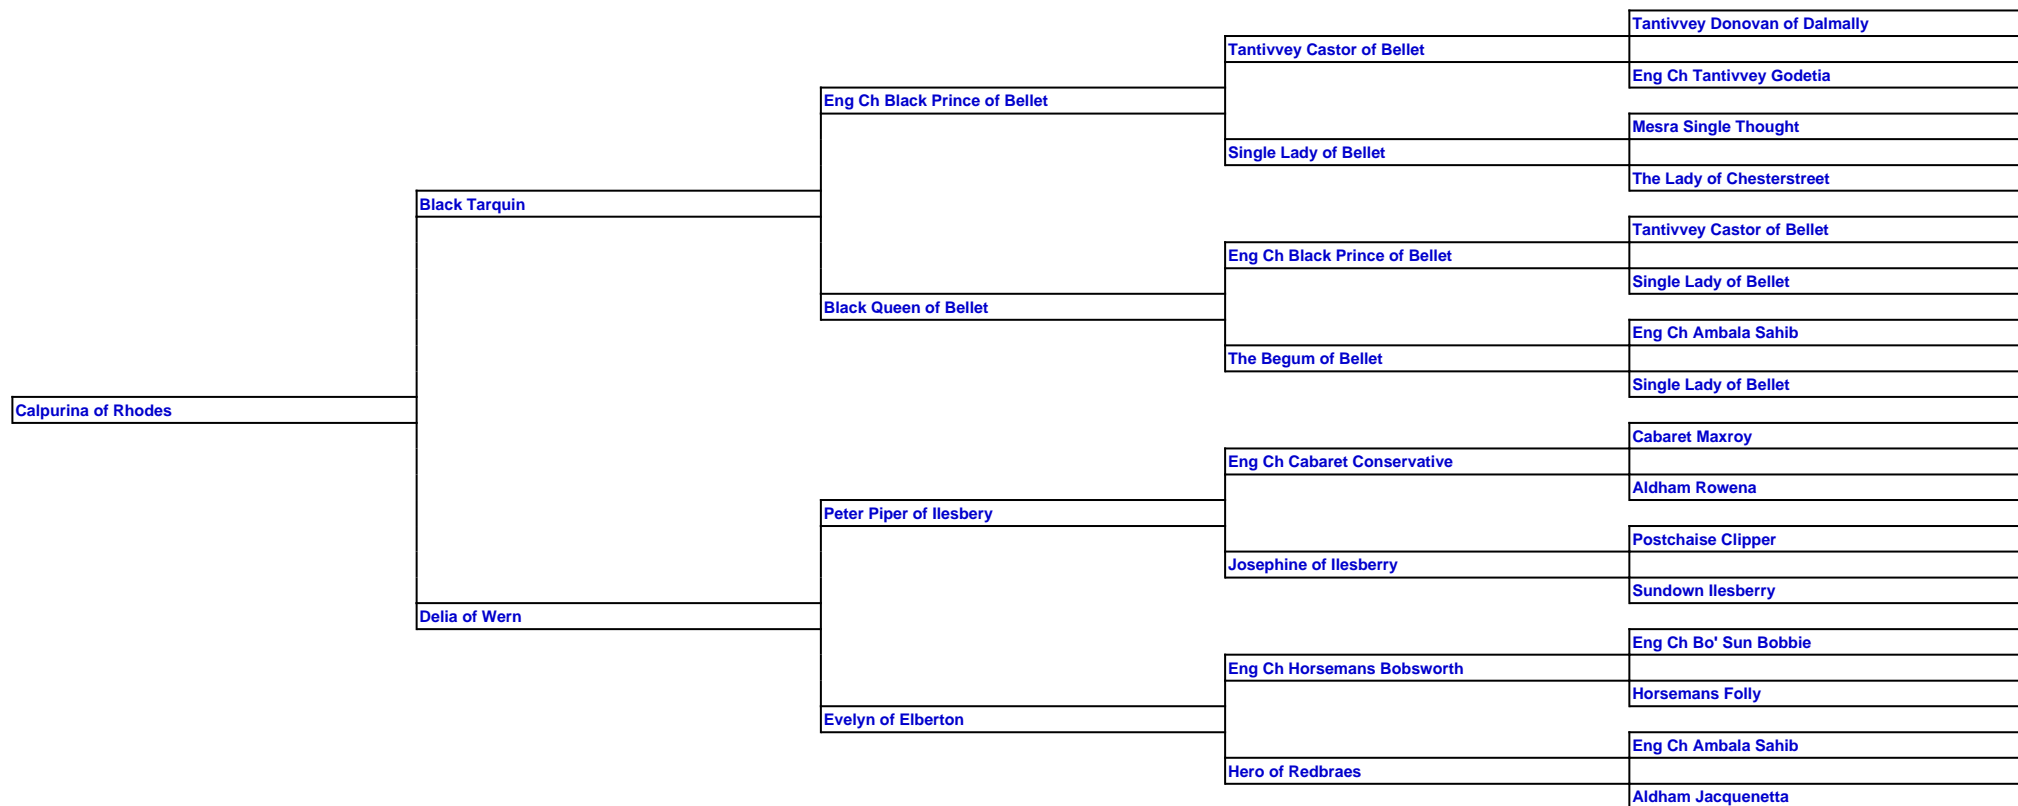 Tantivvey Donovan of Dalmally
Tantivvey Castor of Bellet
Eng Ch Tantivvey Godetia
Eng Ch Black Prince of Bellet
Mesra Single Thought
Single Lady of Bellet
The Lady of Chesterstreet
Black Tarquin
Tantivvey Castor of Bellet
Eng Ch Black Prince of Bellet
Single Lady of Bellet
Black Queen of Bellet
Eng Ch Ambala Sahib
The Begum of Bellet
Single Lady of Bellet
Calpurina of Rhodes
Cabaret Maxroy
Eng Ch Cabaret Conservative
Aldham Rowena
Peter Piper of Ilesbery
Postchaise Clipper
Josephine of Ilesberry
Sundown Ilesberry
Delia of Wern
Eng Ch Bo' Sun Bobbie
Eng Ch Horsemans Bobsworth
Horsemans Folly
Evelyn of Elberton
Eng Ch Ambala Sahib
Hero of Redbraes
Aldham Jacquenetta